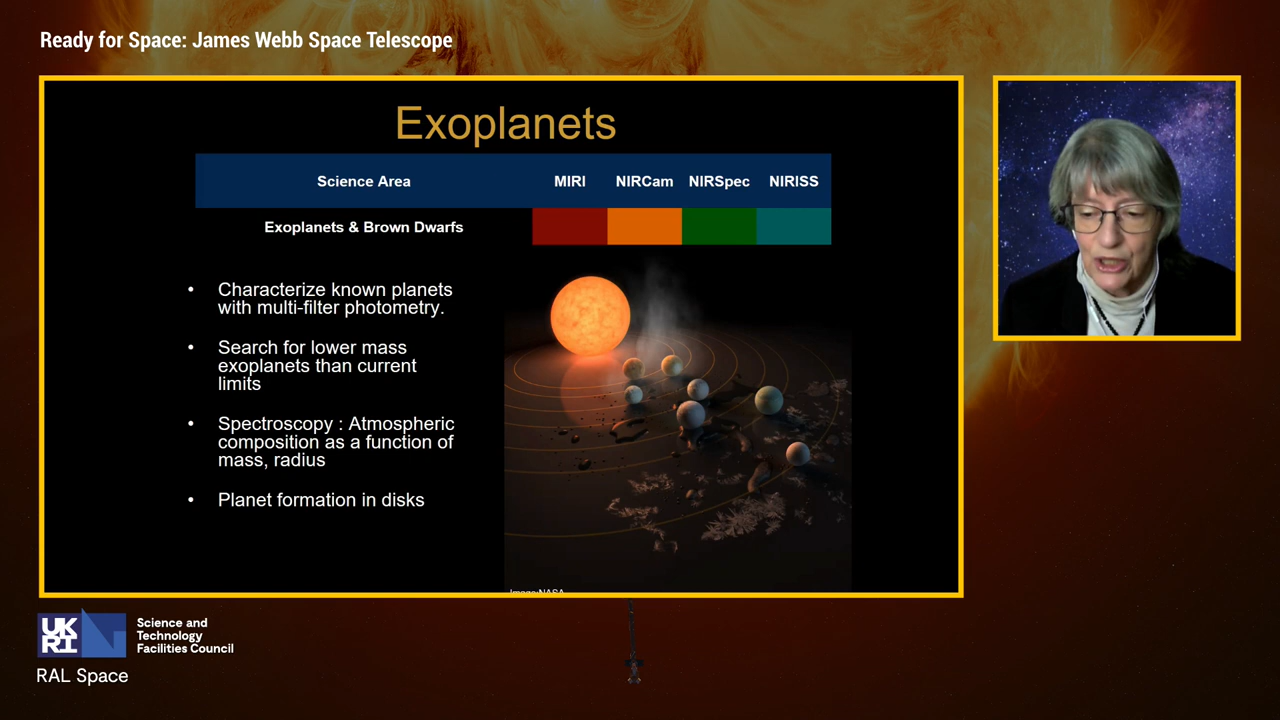 Ready for Space: James Webb Space Telescope
Exoplanets
Science Area MIRI NIRCam NIRSpec NIRISS
Exoplanets & Brown Dwarfs
• Characterize known planets
with multi-filter photometry.
• Search for lower mass
exoplanets than current
limits
• Spectroscopy : Atmospheric
composition as a function of
mass, radius
• Planet formation in disks
Image:NASA
UK
RI
Science and
Technology
Facilities Council
RAL Space